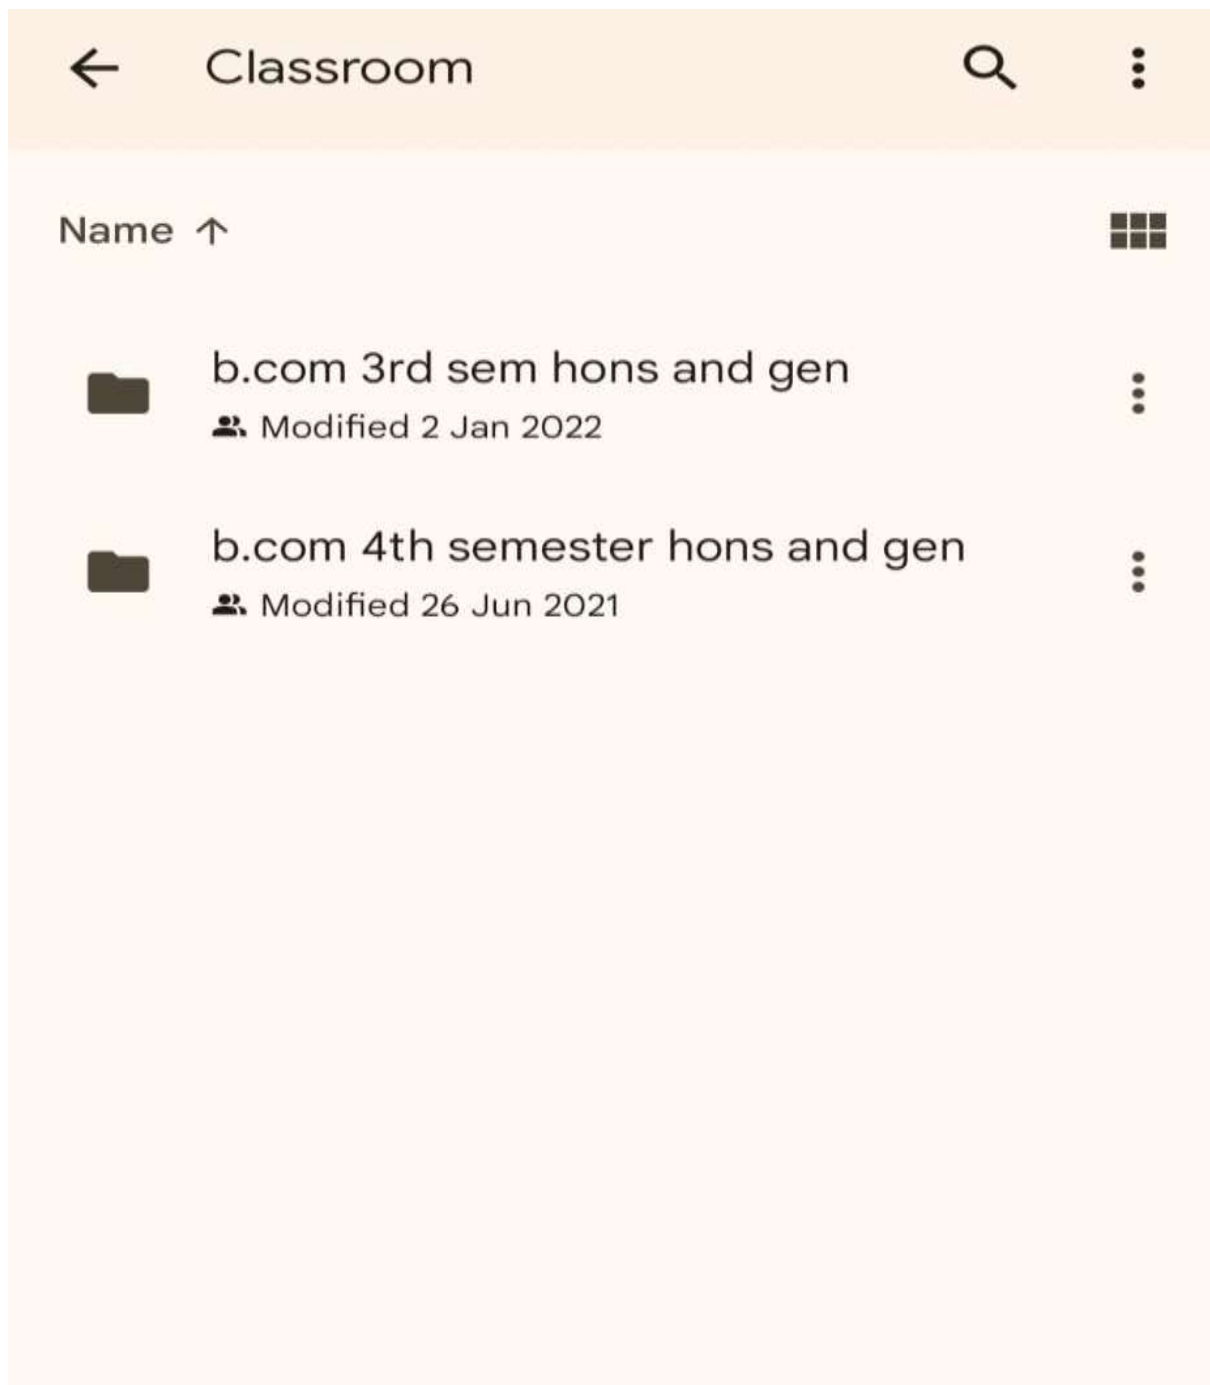 Classroom
Name ↑
b.com 3rd sem hons and gen
Modified 2 Jan 2022
b.com 4th semester hons and gen
Modified 26 Jun 2021